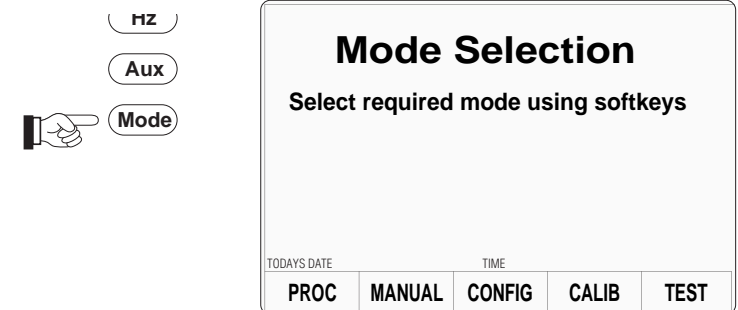 Hz
Aux
Mode
Mode Selection
Select required mode using softkeys
TODAYS DATE TIME
PROC MANUAL CONFIG CALIB TEST